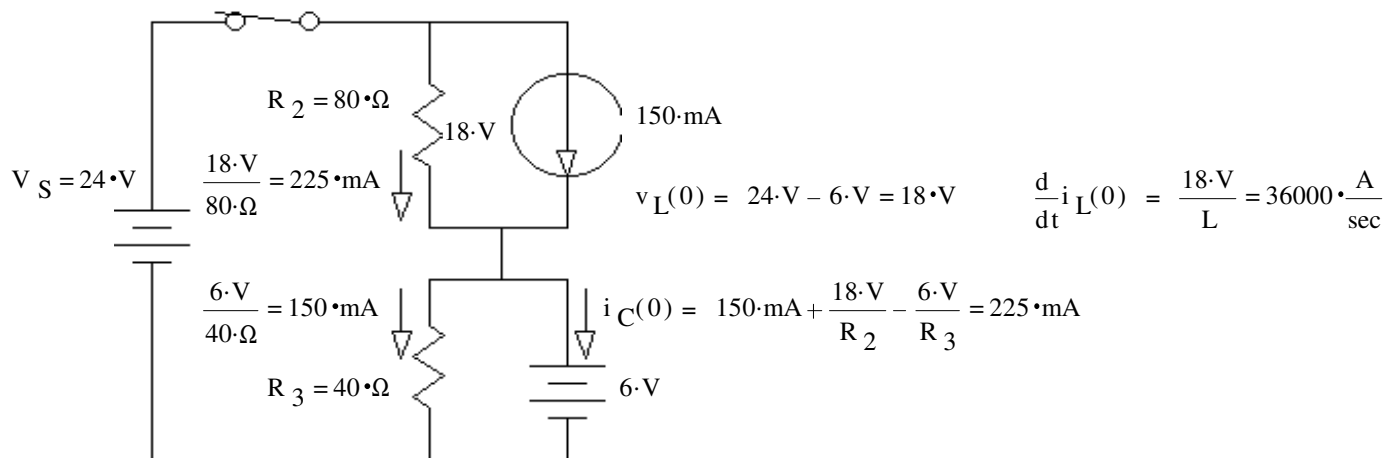 R 2 = 80•Ω
18·V
150·mA
V S = 24•V
18·V / 80·Ω = 225•mA
v L(0) = 24·V − 6·V = 18•V
d/dt i L(0) = 18·V / L = 36000• A/sec
6·V / 40·Ω = 150•mA
i C(0) = 150·mA + 18·V / R 2 − 6·V / R 3 = 225•mA
R 3 = 40•Ω
6·V